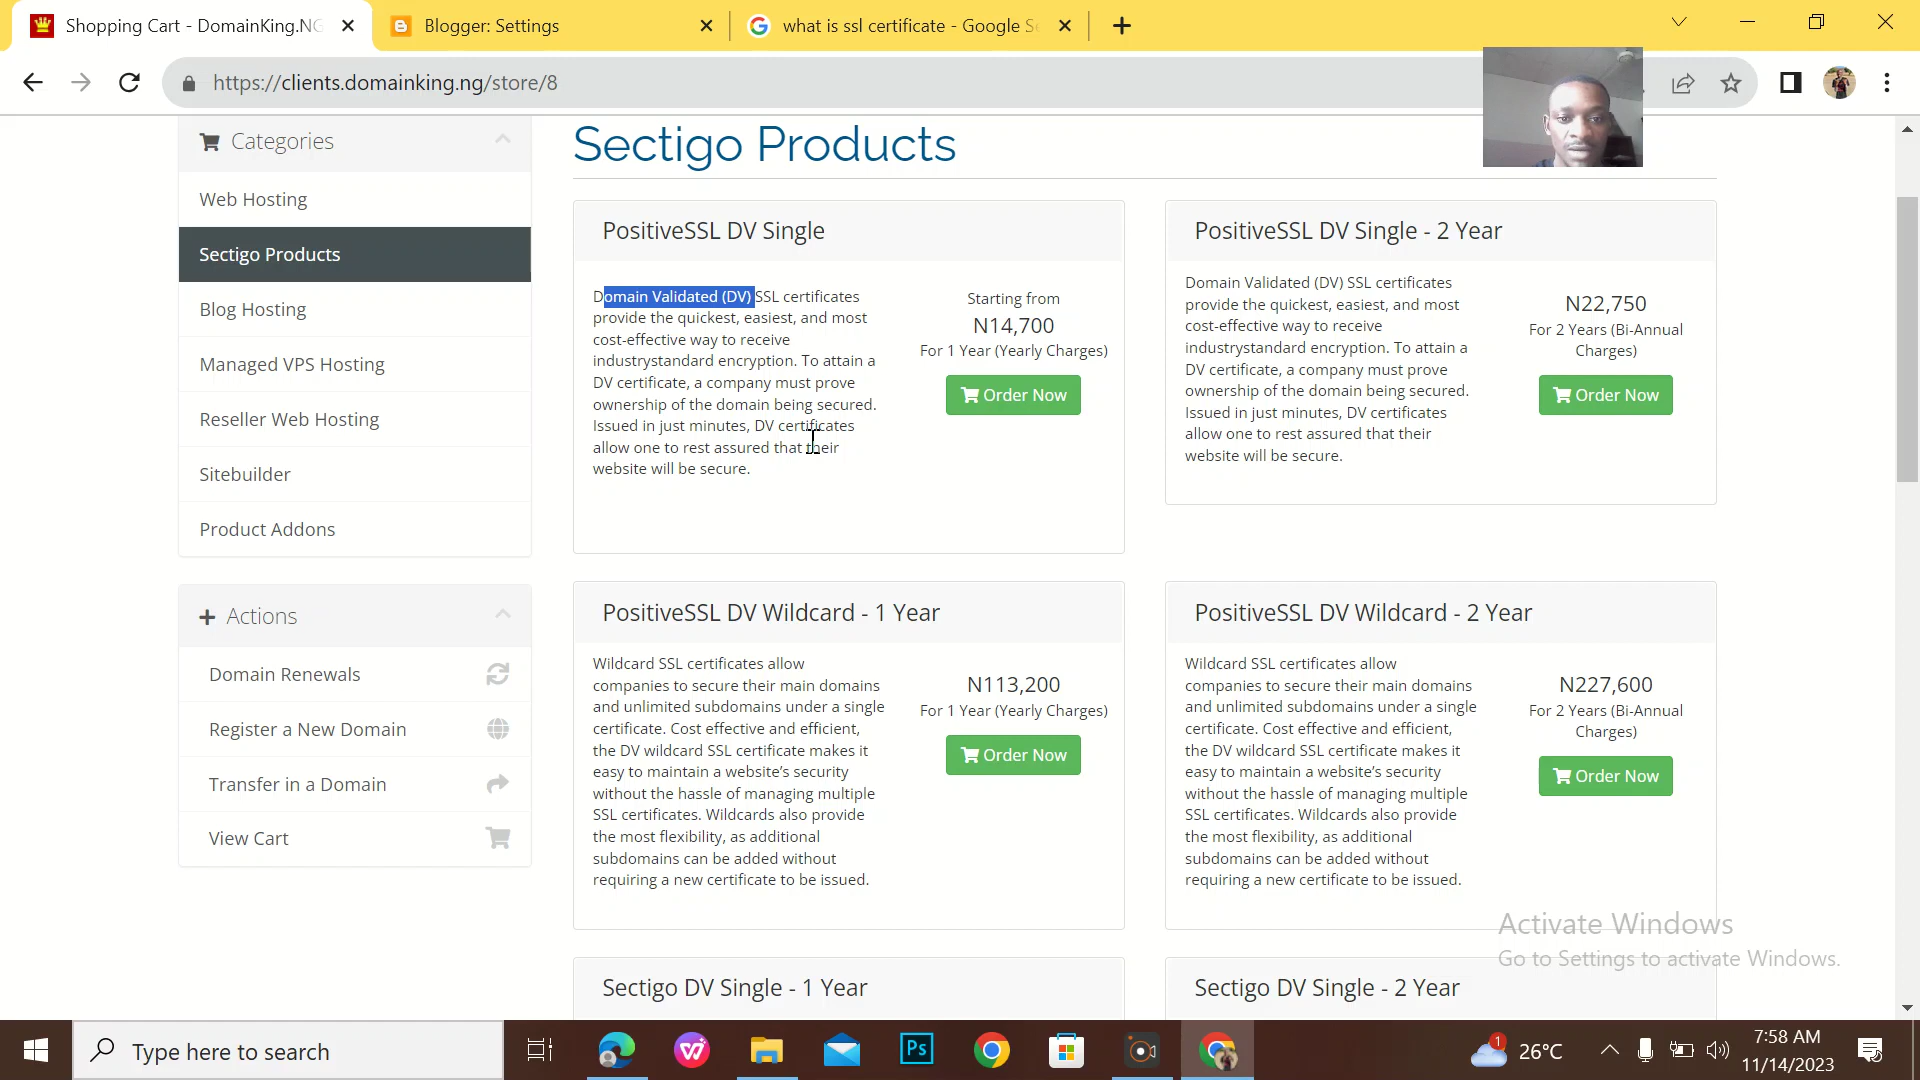 Shopping Cart - DomainKing.NG
Blogger: Settings
what is ssl certificate - Google Se
https://clients.domainking.ng/store/8
Categories
Web Hosting
Sectigo Products
Blog Hosting
Managed VPS Hosting
Reseller Web Hosting
Sitebuilder
Product Addons
Actions
Domain Renewals
Register a New Domain
Transfer in a Domain
View Cart
Sectigo Products
PositiveSSL DV Single
Domain Validated (DV) SSL certificates
provide the quickest, easiest, and most
cost-effective way to receive
industrystandard encryption. To attain a
DV certificate, a company must prove
ownership of the domain being secured.
Issued in just minutes, DV certificates
allow one to rest assured that their
website will be secure.
Starting from
N14,700
For 1 Year (Yearly Charges)
Order Now
PositiveSSL DV Single - 2 Year
Domain Validated (DV) SSL certificates
provide the quickest, easiest, and most
cost-effective way to receive
industrystandard encryption. To attain a
DV certificate, a company must prove
ownership of the domain being secured.
Issued in just minutes, DV certificates
allow one to rest assured that their
website will be secure.
N22,750
For 2 Years (Bi-Annual
Charges)
Order Now
PositiveSSL DV Wildcard - 1 Year
Wildcard SSL certificates allow
companies to secure their main domains
and unlimited subdomains under a single
certificate. Cost effective and efficient,
the DV wildcard SSL certificate makes it
easy to maintain a website’s security
without the hassle of managing multiple
SSL certificates. Wildcards also provide
the most flexibility, as additional
subdomains can be added without
requiring a new certificate to be issued.
N113,200
For 1 Year (Yearly Charges)
Order Now
PositiveSSL DV Wildcard - 2 Year
Wildcard SSL certificates allow
companies to secure their main domains
and unlimited subdomains under a single
certificate. Cost effective and efficient,
the DV wildcard SSL certificate makes it
easy to maintain a website’s security
without the hassle of managing multiple
SSL certificates. Wildcards also provide
the most flexibility, as additional
subdomains can be added without
requiring a new certificate to be issued.
N227,600
For 2 Years (Bi-Annual
Charges)
Order Now
Sectigo DV Single - 1 Year
Sectigo DV Single - 2 Year
Activate Windows
Go to Settings to activate Windows.
Type here to search
Ps
1
26°C
7:58 AM
11/14/2023